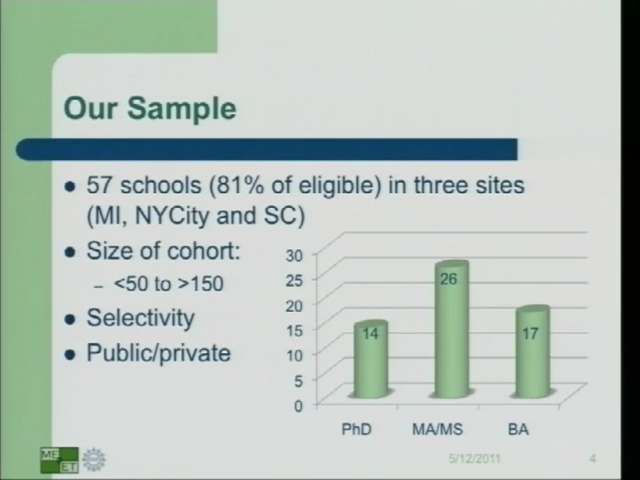 Our Sample
57 schools (81% of eligible) in three sites
(MI, NYCity and SC)
Size of cohort:
– <50 to >150
Selectivity
Public/private
30
25
20
15
10
5
0
14
26
17
PhD
MA/MS
BA
ME
ET
5/12/2011
4